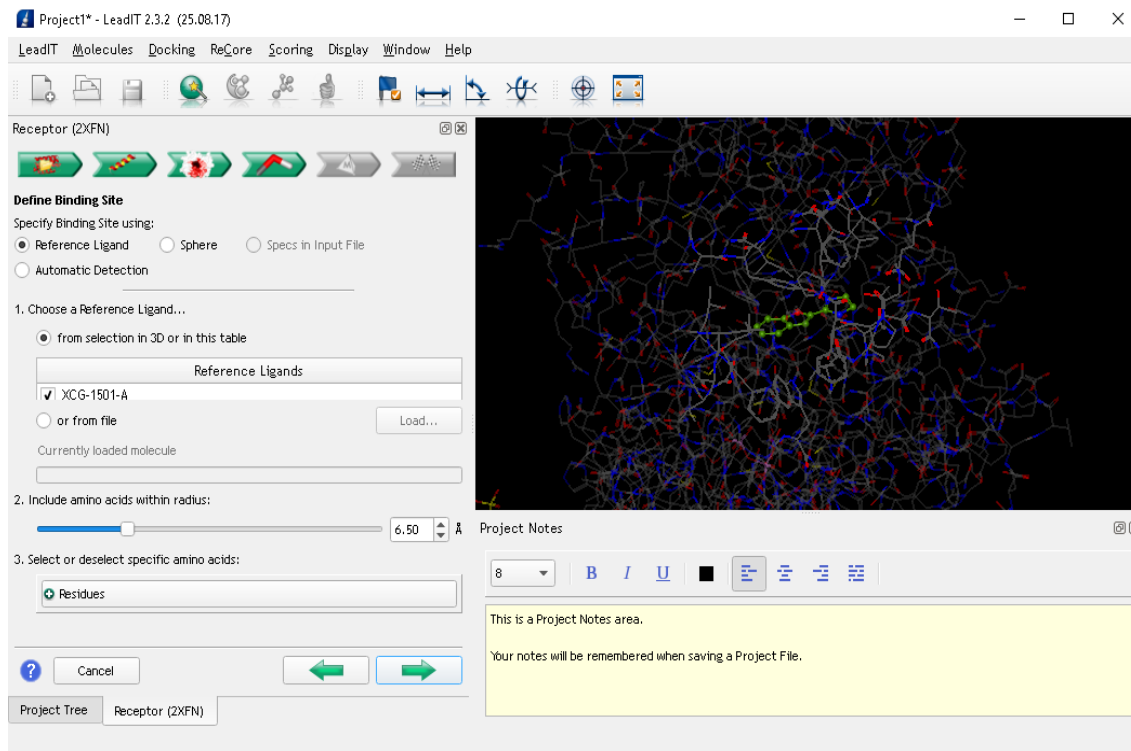 Project1* - LeadIT 2.3.2 (25.08.17)
LeadIT Molecules Docking ReCore Scoring Display Window Help
Receptor (2XFN)
Define Binding Site
Specify Binding Site using:
Reference Ligand Sphere Specs in Input File
Automatic Detection
1. Choose a Reference Ligand...
from selection in 3D or in this table
Reference Ligands
XCG-1501-A
or from file Load...
Currently loaded molecule
2. Include amino acids within radius:
6.50 Å
3. Select or deselect specific amino acids:
Residues
? Cancel
Project Tree Receptor (2XFN)
Project Notes
8 B I U
This is a Project Notes area.
Your notes will be remembered when saving a Project File.